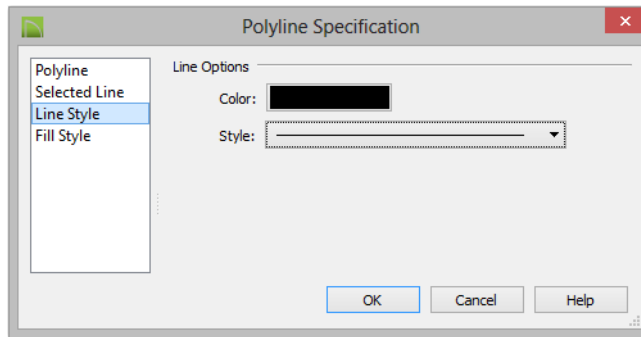 Polyline Specification
Polyline
Selected Line
Line Style
Fill Style
Line Options
Color:
Style:
OK
Cancel
Help